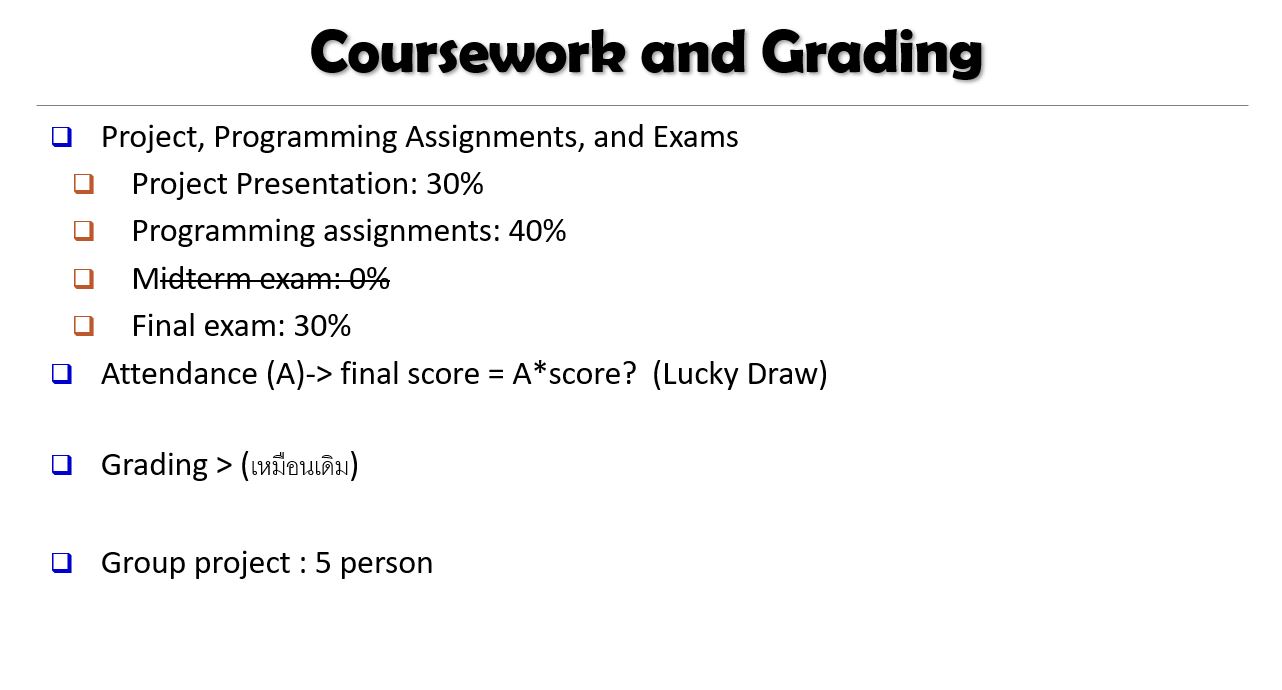 Coursework and Grading
Project, Programming Assignments, and Exams
Project Presentation: 30%
Programming assignments: 40%
Midterm exam: 0%
Final exam: 30%
Attendance (A)-> final score = A*score? (Lucky Draw)
Grading > (เหมือนเดิม)
Group project : 5 person